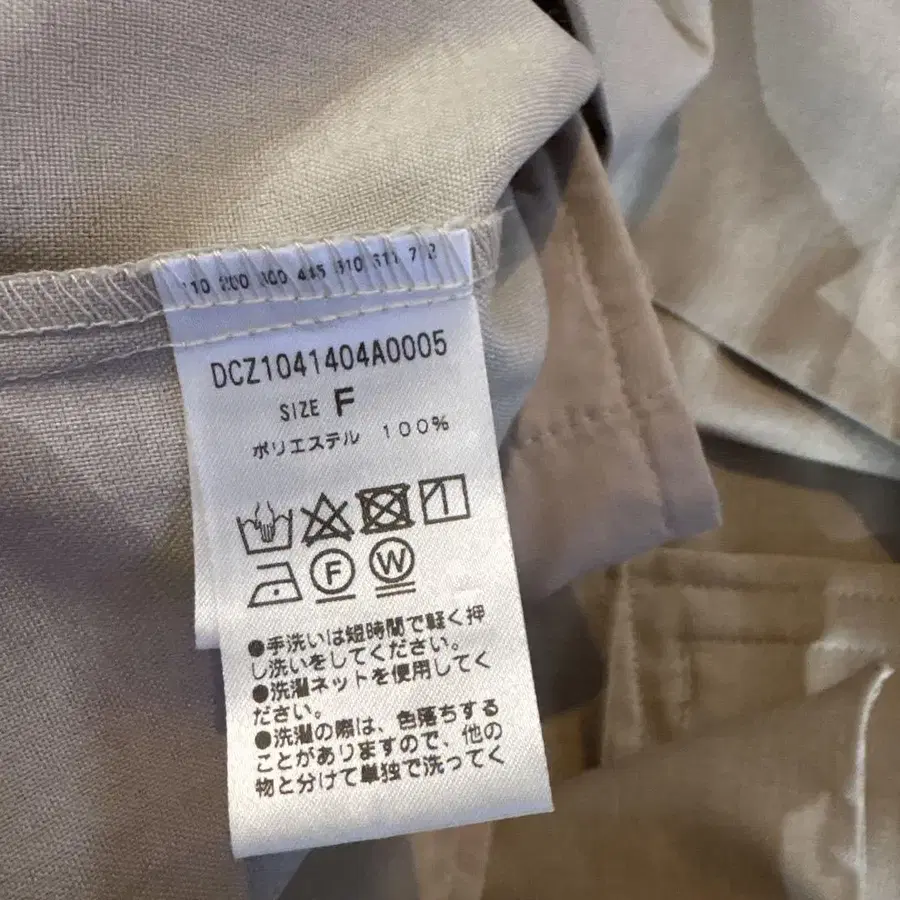 DCZ1041404A0005
SIZE F
ポリエステル 100%
F W
●手洗いは短時間で軽く押
し洗いをしてください。
●洗濯ネットを使用してく
ださい。
●洗濯の際は、色落ちする
ことがありますので、他の
物と分けて単独で洗ってく